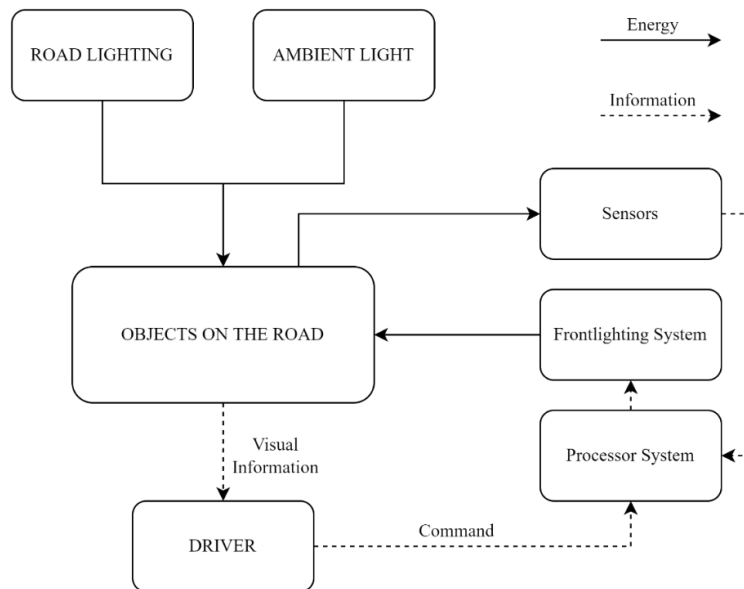 ROAD LIGHTING
AMBIENT LIGHT
Energy
Information
Sensors
OBJECTS ON THE ROAD
Frontlighting System
Visual
Information
Processor System
DRIVER
Command